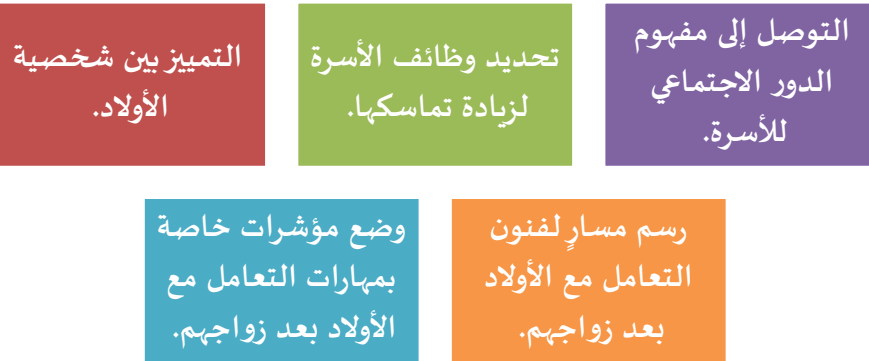 التوصل إلى مفهوم
الدور الاجتماعي
للأسرة.
تحديد وظائف الأسرة
لزيادة تماسكها.
التمييز بين شخصية
الأولاد.
رسم مسارٍ لفنون
التعامل مع الأولاد
بعد زواجهم.
وضع مؤشرات خاصة
بمهارات التعامل مع
الأولاد بعد زواجهم.